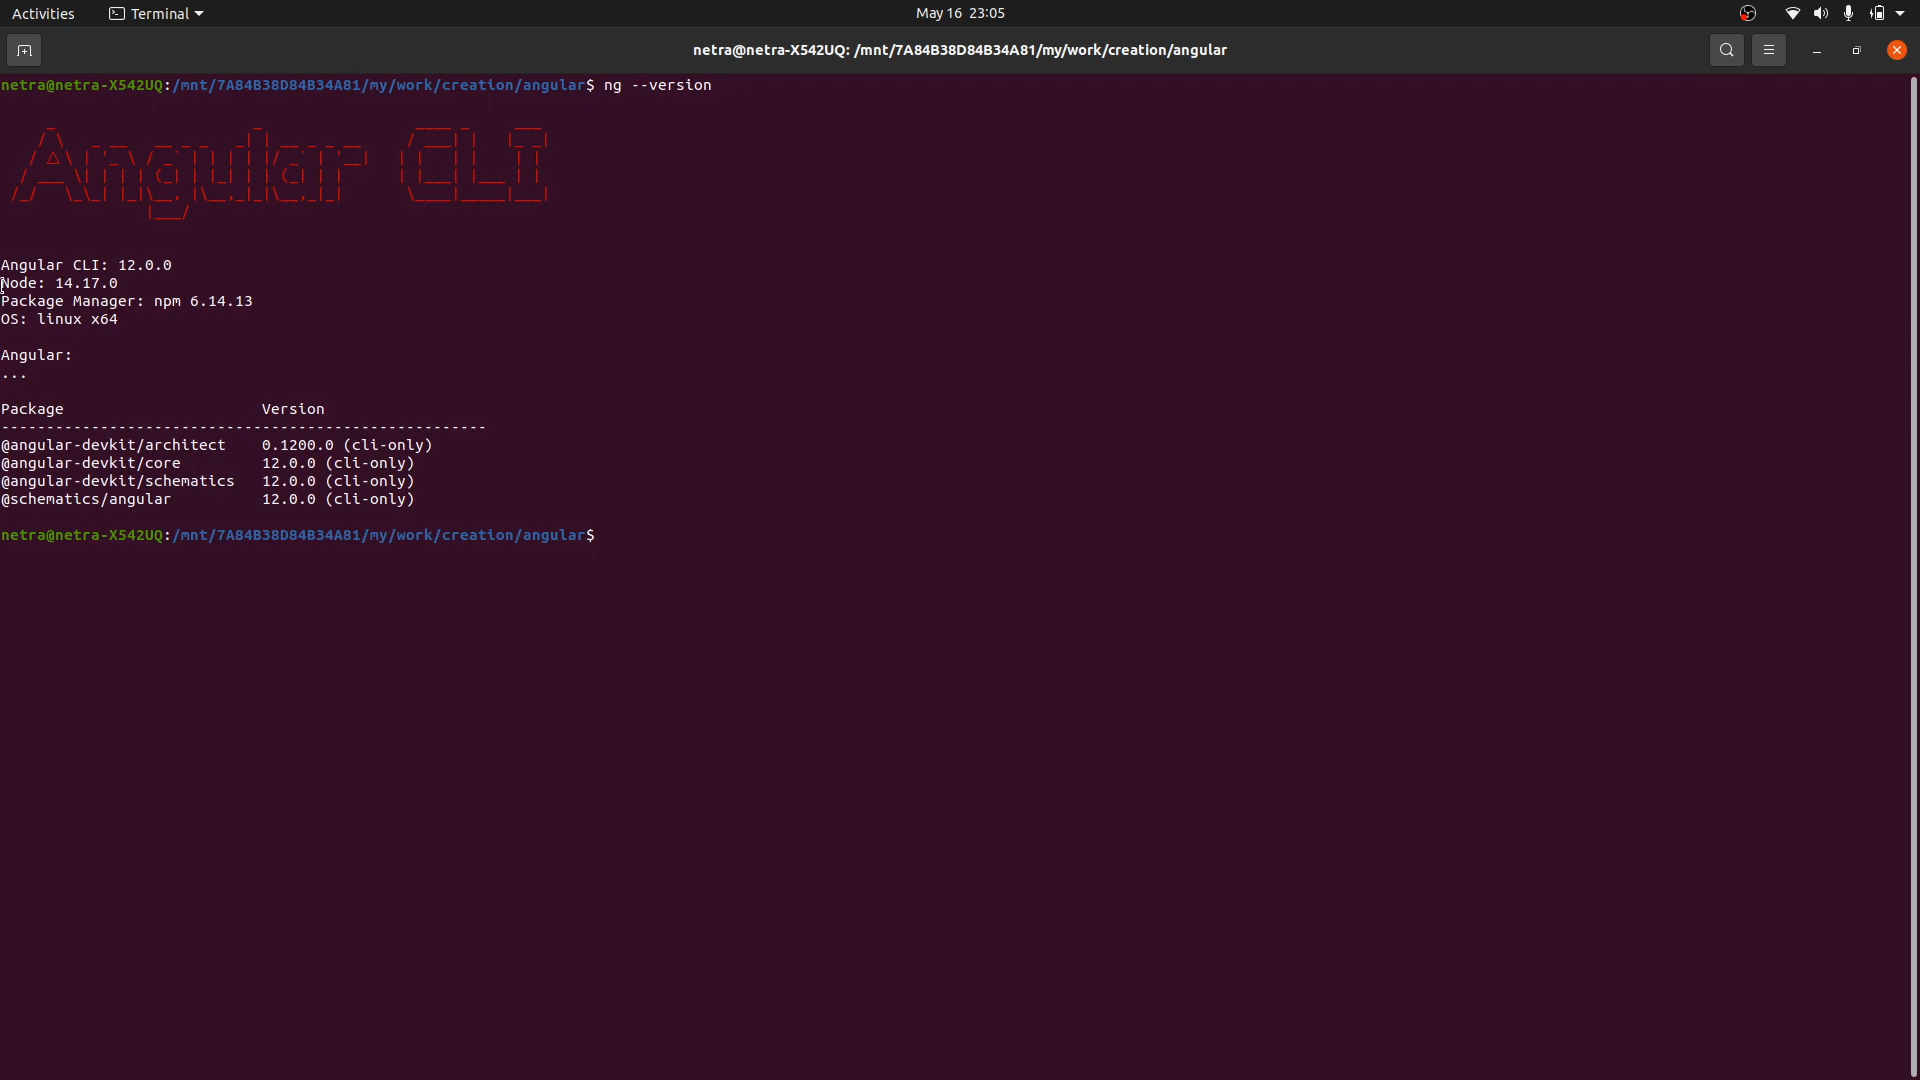 Activities Terminal May 16 23:05
netra@netra-X542UQ: /mnt/7A84B38D84B34A81/my/work/creation/angular
netra@netra-X542UQ:/mnt/7A84B38D84B34A81/my/work/creation/angular$ ng --version
Angular CLI
Angular CLI: 12.0.0
Node: 14.17.0
Package Manager: npm 6.14.13
OS: linux x64
Angular:
...
Package Version
------------------------------------------------------
@angular-devkit/architect 0.1200.0 (cli-only)
@angular-devkit/core 12.0.0 (cli-only)
@angular-devkit/schematics 12.0.0 (cli-only)
@schematics/angular 12.0.0 (cli-only)
netra@netra-X542UQ:/mnt/7A84B38D84B34A81/my/work/creation/angular$